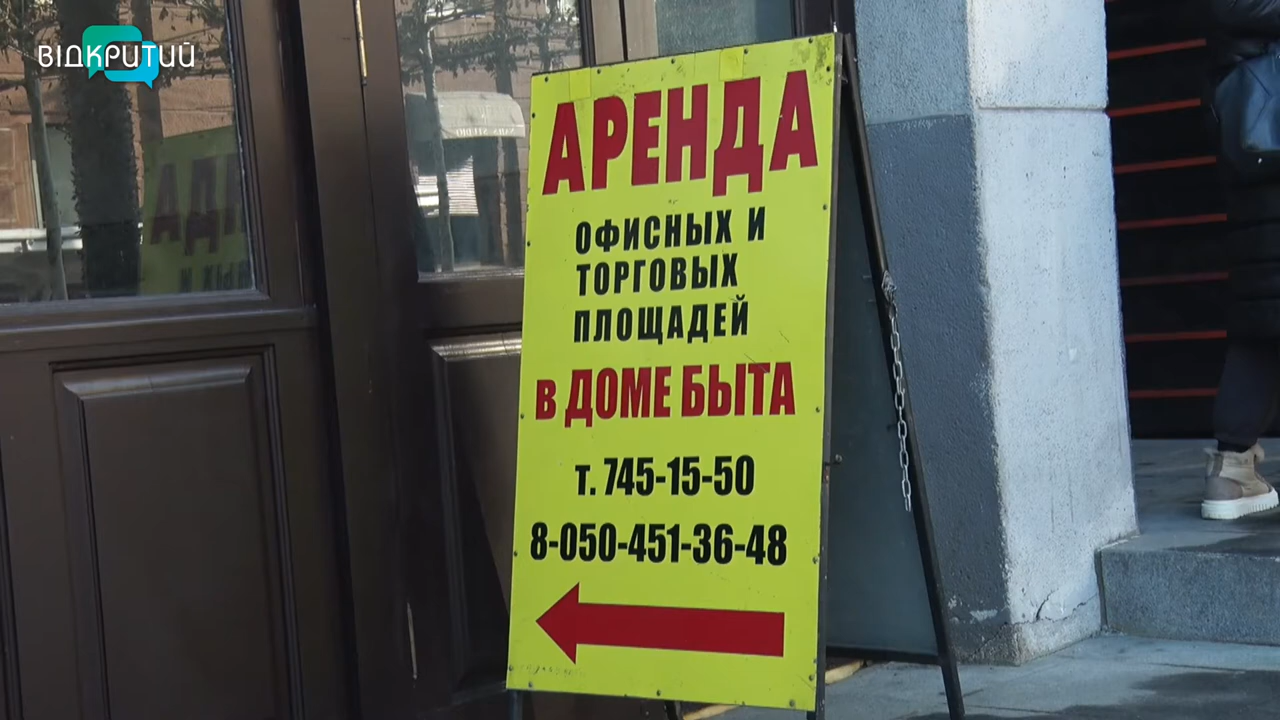 ВІДКРИТИЙ
АРЕНДА
ОФИСНЫХ И
ТОРГОВЫХ
ПЛОЩАДЕЙ
В ДОМЕ БЫТА
т. 745-15-50
8-050-451-36-48